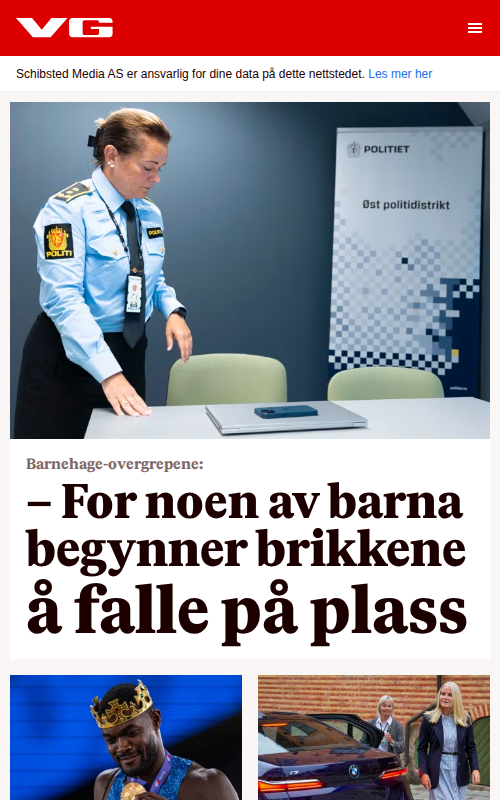 VG
Schibsted Media AS er ansvarlig for dine data på dette nettstedet. Les mer her
POLITIET
Øst politidistrikt
POLITI
Barnehage-overgrepene:
– For noen av barna
begynner brikkene
å falle på plass